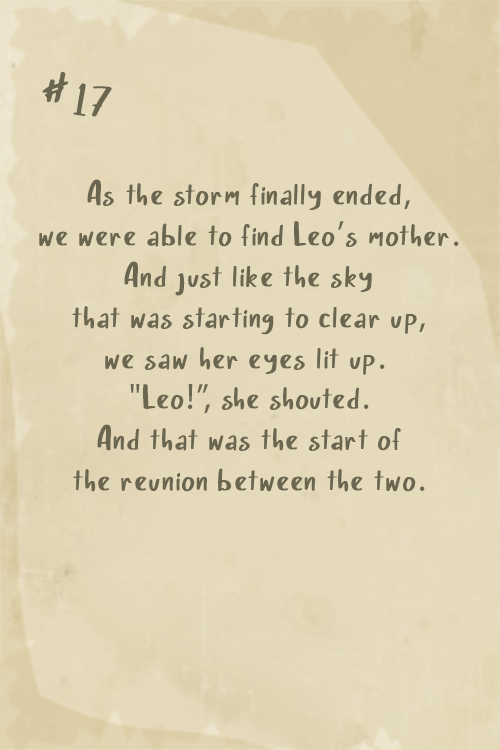 #17
As the storm finally ended,
we were able to find Leo's mother.
And just like the sky
that was starting to clear up,
we saw her eyes lit up.
"Leo!", she shouted.
And that was the start of
the reunion between the two.